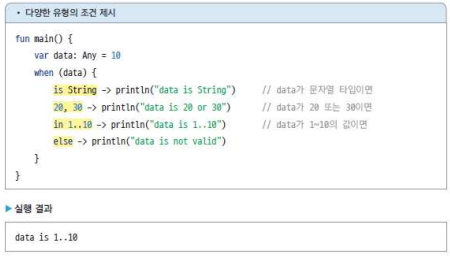 • 다양한 유형의 조건 제시
fun main() {
    var data: Any = 10
    when (data) {
        is String -> println("data is String")     // data가 문자열 타입이면
        20, 30 -> println("data is 20 or 30")     // data가 20 또는 30이면
        in 1..10 -> println("data is 1..10")     // data가 1~10의 값이면
        else -> println("data is not valid")
    }
}
▶ 실행 결과
data is 1..10